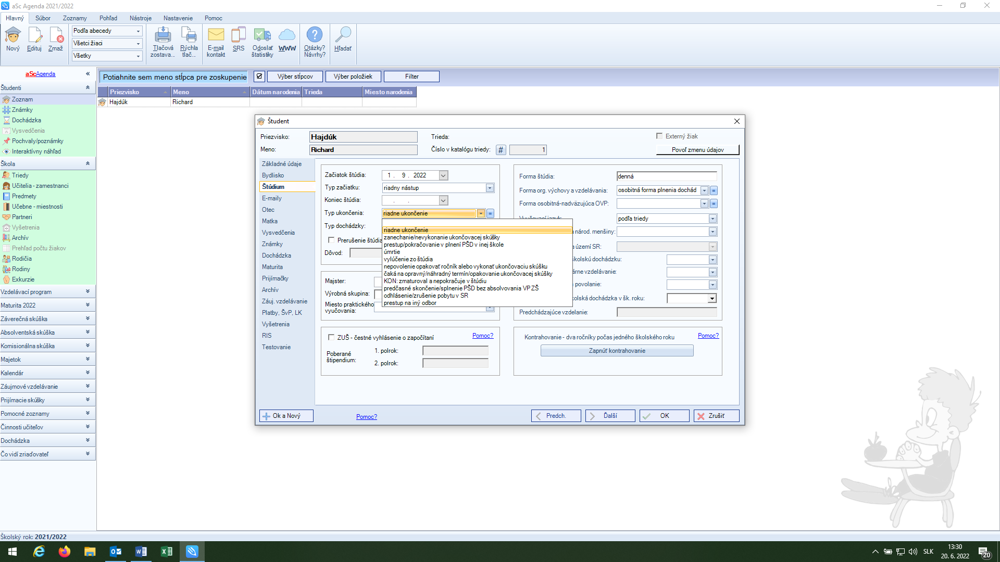 aSc Agenda 2021/2022
Hlavný Súbor Zoznamy Pohľad Nástroje Nastavenie Pomoc
Nový Edituj Zmaž
Podľa abecedy
Všetci žiaci
Všetky
Tlačová zostava...
Rýchla tlač...
E-mail kontakt
SRS
Odoslať štatistiky
WWW
Otázky? Návrhy?
Hľadať
aScAgenda
Študenti
Zoznam
Známky
Dochádzka
Vysvedčenia
Pochvaly/poznámky
Interaktívny náhľad
Škola
Triedy
Učitelia - zamestnanci
Predmety
Učebne - miestnosti
Partneri
Vyšetrenia
Archív
Prehľad počtu žiakov
Rodičia
Rodiny
Exkurzie
Vzdelávací program
Maturita 2022
Záverečná skúška
Absolventská skúška
Komisionálna skúška
Majetok
Kalendár
Záujmové vzdelávanie
Prijímacie skúšky
Pomocné zoznamy
Činnosti učiteľov
Dochádzka
Čo vidí zriaďovateľ
Potiahnite sem meno stĺpca pre zoskupenie
Výber stĺpcov Výber položiek Filter
Priezvisko Meno Dátum narodenia Trieda Miesto narodenia
Hajdúk Richard
Študent
Priezvisko: Hajdúk
Trieda:
Externý žiak
Meno: Richard
Číslo v katalógu triedy: # 1
Povoľ zmenu údajov
Základné údaje
Bydlisko
Štúdium
E-maily
Otec
Matka
Vysvedčenia
Známky
Dochádzka
Maturita
Prijímačky
Archív
Záuj. vzdelávanie
Platby, ŠvP, LK
Vyšetrenia
RIS
Testovanie
Začiatok štúdia: 1 . 9 . 2022
Typ začiatku: riadny nástup
Koniec štúdia: . .
Typ ukončenia: riadne ukončenie =
Typ dochádzky:
Prerušenie štúdia
Dôvod:
riadne ukončenie
zanechanie/nevykonanie ukončovacej skúšky
prestup/pokračovanie v plnení PŠD v inej škole
úmrtie
vylúčenie zo štúdia
nepovolenie opakovať ročník alebo vykonať ukončovaciu skúšku
čaká na opravný/náhradný termín/opakovanie ukončovacej skúšky
KON: zmaturoval a nepokračuje v štúdiu
predčasné skončenie/splnenie PŠD bez absolvovania VP ZŠ
odhlásenie/zrušenie pobytu v SR
prestup na iný odbor
Majster:
Výrobná skupina:
Miesto praktického vyučovania:
Forma štúdia: denná
Forma org. výchovy a vzdelávania: osobitná forma plnenia dochád =
Forma osobitná-nadväzujúca OVP: =
podľa triedy
národ. menšiny:
území SR:
školskú dochádzku:
vzdelávanie:
povolanie:
dochádzka v šk. roku:
Predchádzajúce vzdelanie:
ZUŠ - čestné vyhlásenie o započítaní
Pomoc?
Poberané štipendium:
1. polrok:
2. polrok:
Kontrahovanie - dva ročníky počas jedného školského roku
Pomoc?
Zapnúť kontrahovanie
Ok a Nový
Pomoc?
Predch. Ďalší OK Zrušiť
Školský rok: 2021/2022
SLK
13:30
20. 6. 2022
20